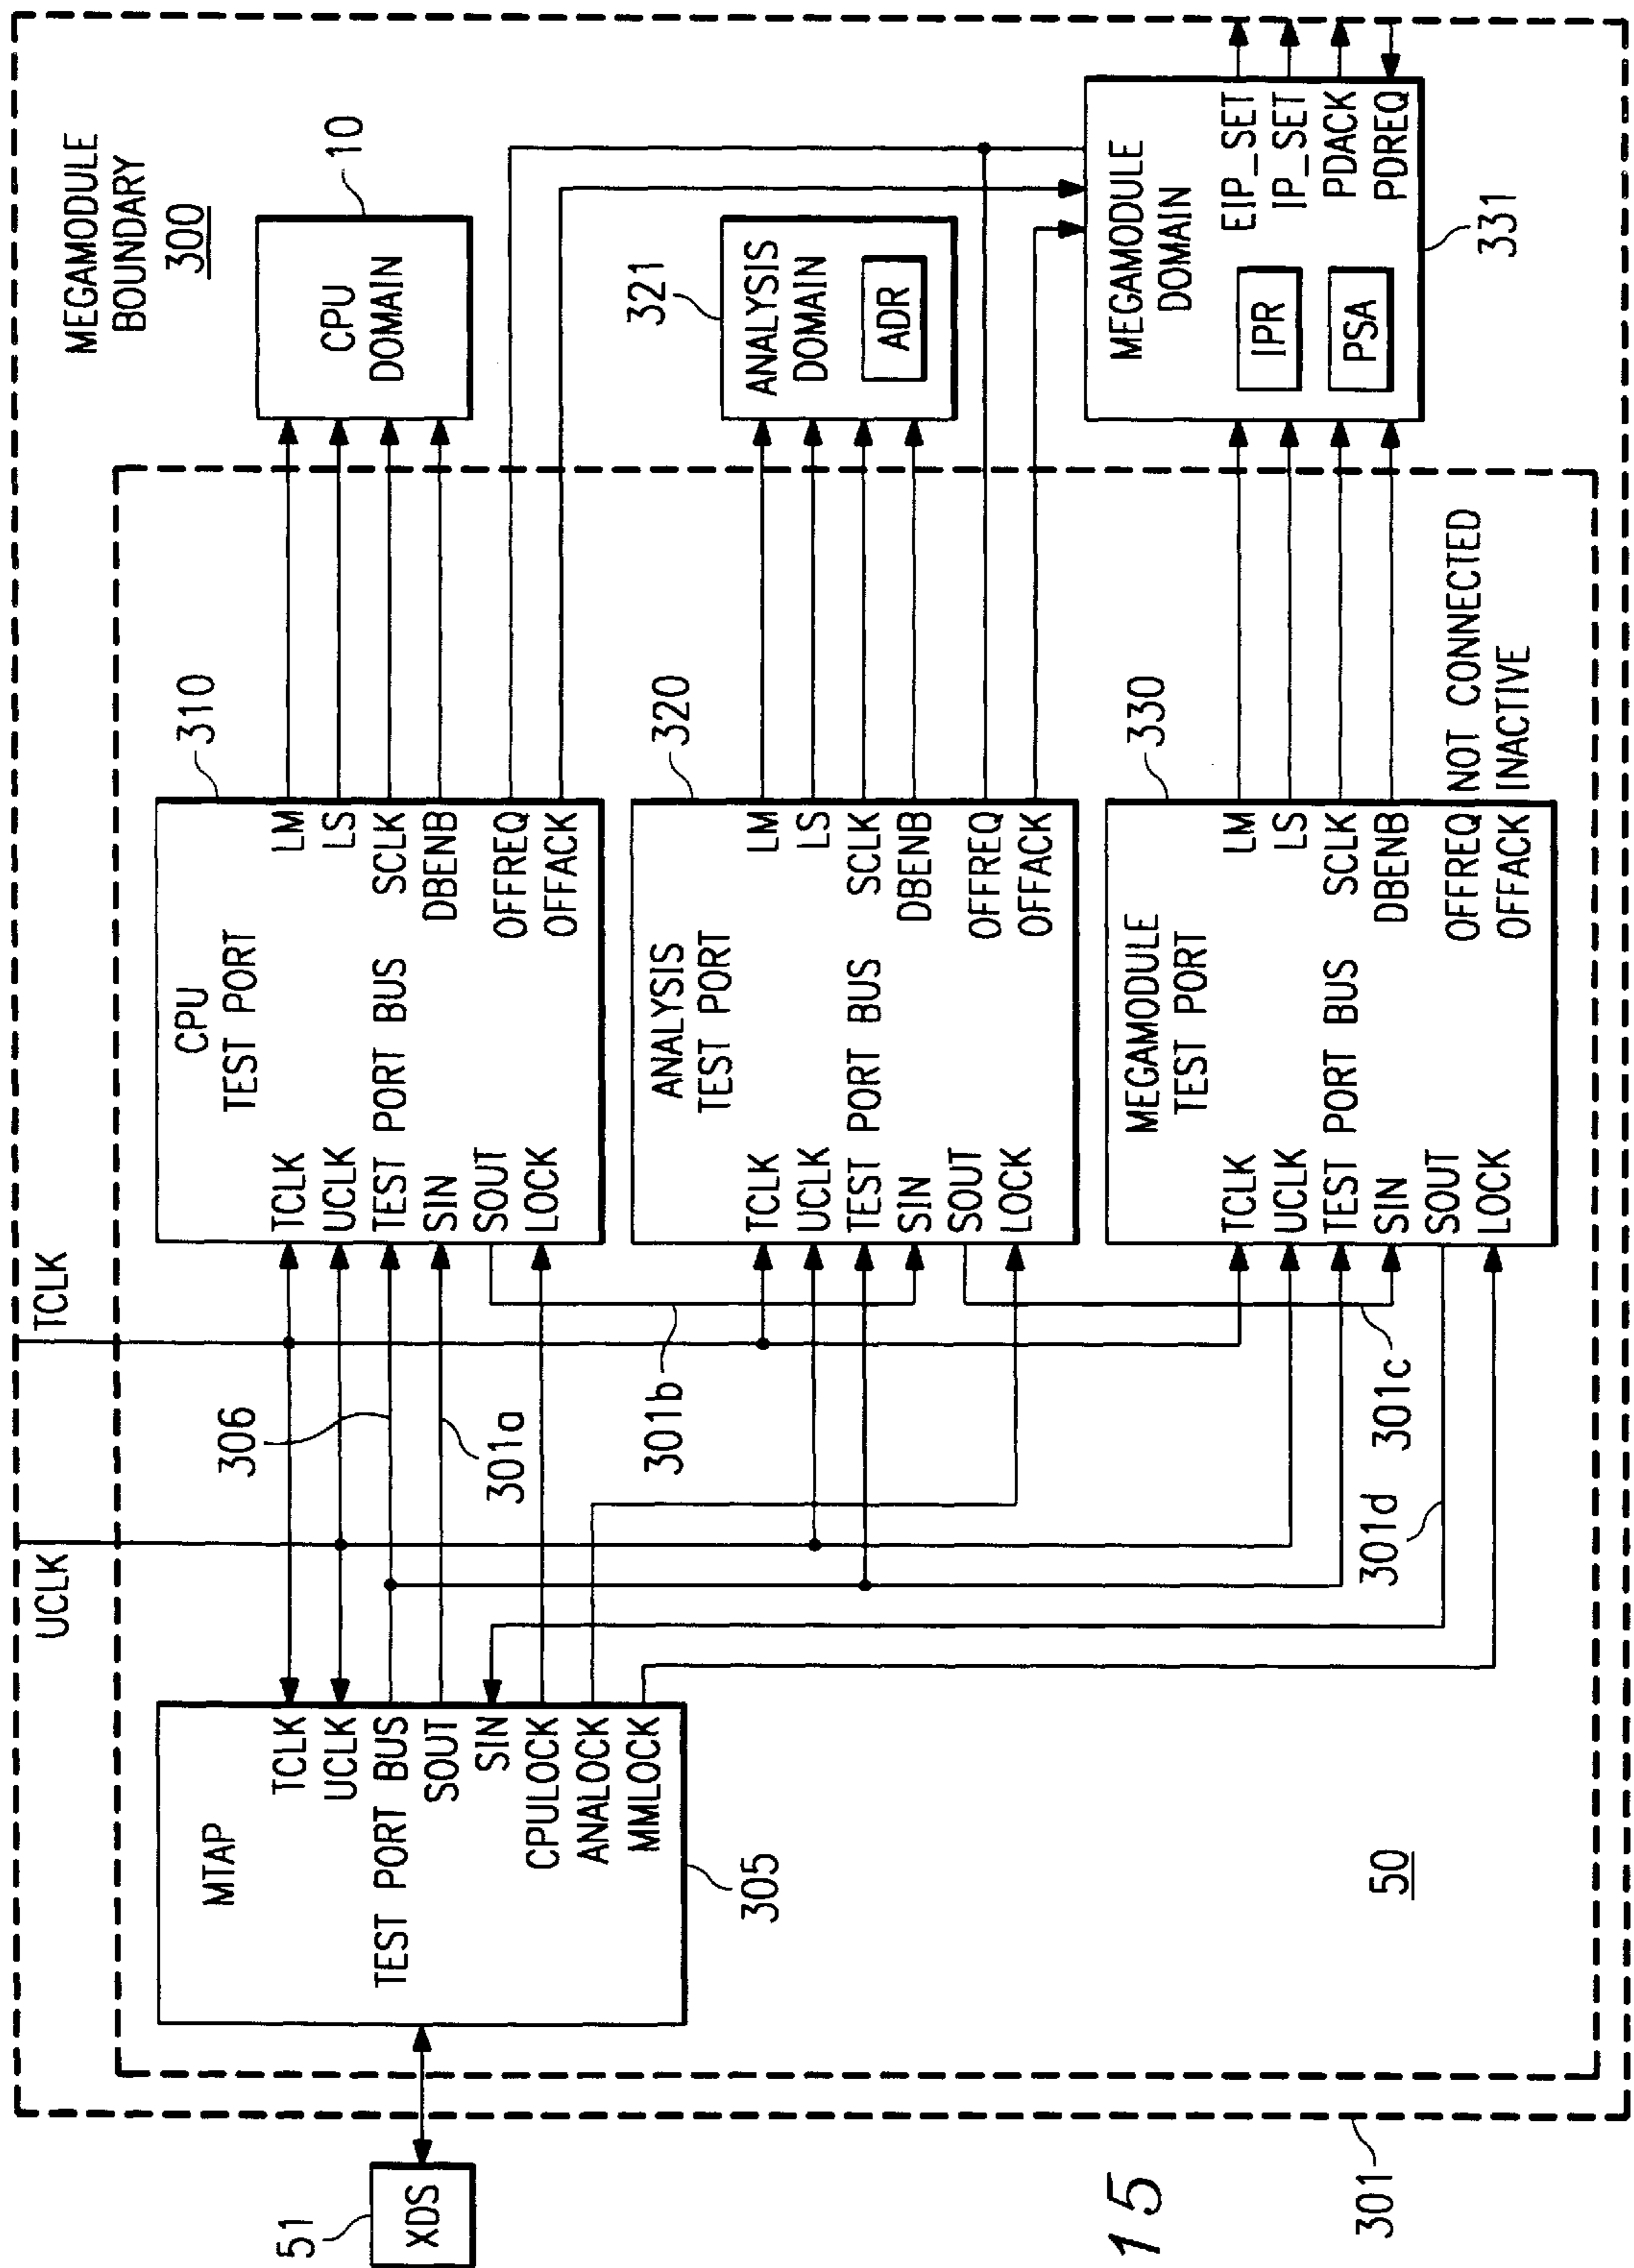 MEGAMODULE
BOUNDARY
300
UCLK
TCLK
51
XDS
MTAP
TCLK
UCLK
TEST PORT BUS
SOUT
SIN
CPULOCK
ANALOCK
MMLOCK
305
306
301a
301b
301c
301d
CPU
TEST PORT
310
TCLK
UCLK
TEST PORT BUS
SIN
SOUT
LOCK
LM
LS
SCLK
DBENB
OFFREQ
OFFACK
CPU
DOMAIN
10
ANALYSIS
TEST PORT
320
TCLK
UCLK
TEST PORT BUS
SIN
SOUT
LOCK
LM
LS
SCLK
DBENB
OFFREQ
OFFACK
321
ANALYSIS
DOMAIN
ADR
MEGAMODULE
TEST PORT
330
TCLK
UCLK
TEST PORT BUS
SIN
SOUT
LOCK
LM
LS
SCLK
DBENB
OFFREQ NOT CONNECTED
OFFACK INACTIVE
MEGAMODULE
DOMAIN
IPR
PSA
EIP_SET
IP_SET
PDACK
PDREQ
331
50
301
15